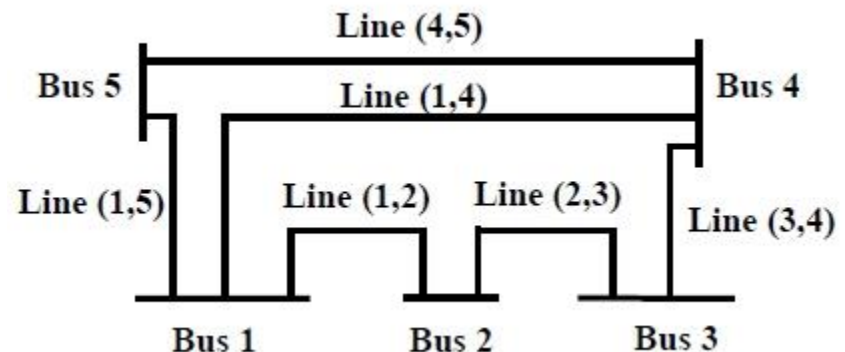 Line (4,5)
Bus 5
Bus 4
Line (1,4)
Line (1,5)
Line (1,2)
Line (2,3)
Line (3,4)
Bus 1
Bus 2
Bus 3